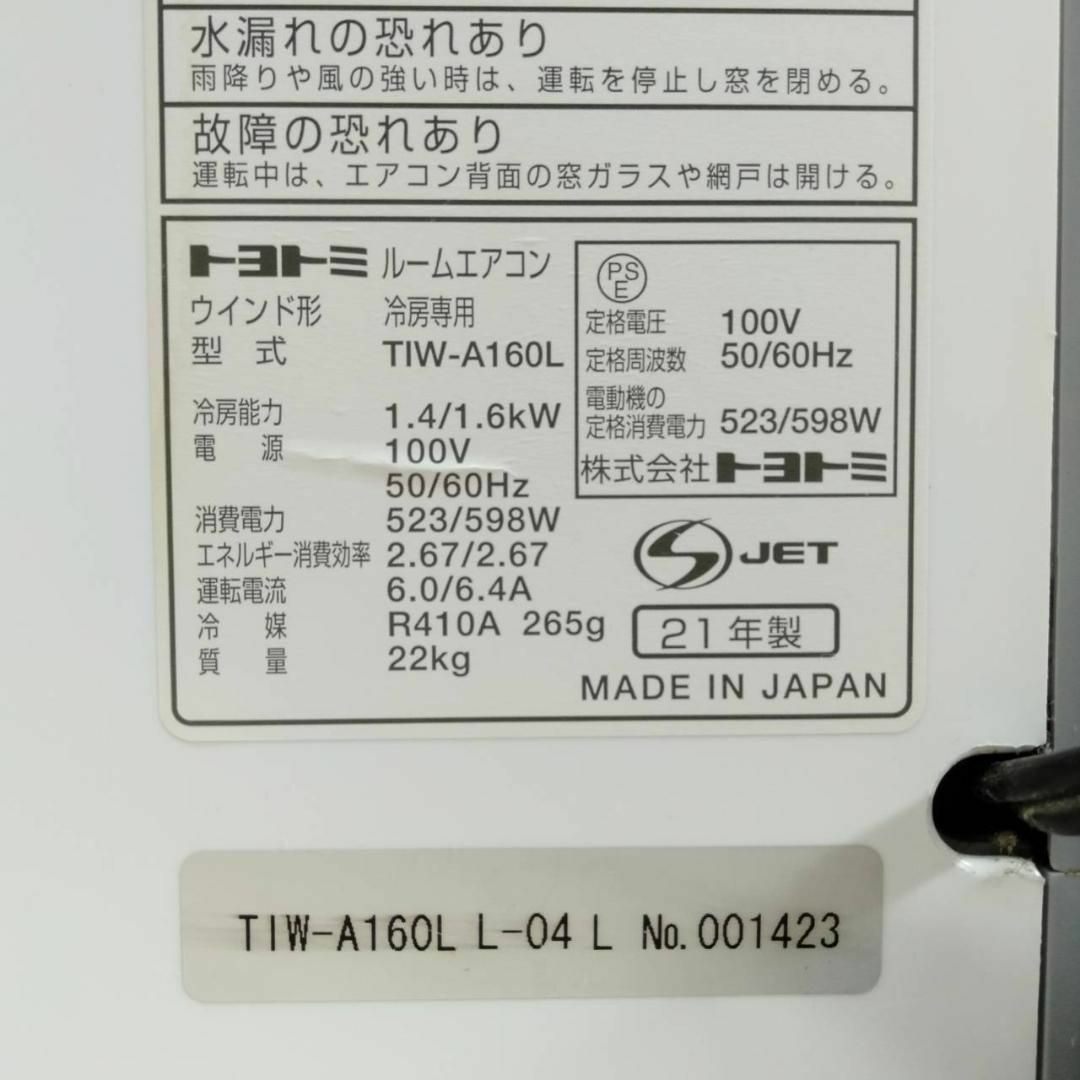 水漏れの恐れあり
雨降りや風の強い時は、運転を停止し窓を閉める。
故障の恐れあり
運転中は、エアコン背面の窓ガラスや網戸は開ける。
トヨトミ ルームエアコン
ウインド形 冷房専用
型 式 TIW-A160L
冷房能力 1.4/1.6kW
電 源 100V
50/60Hz
消費電力 523/598W
エネルギー消費効率 2.67/2.67
運転電流 6.0/6.4A
冷 媒 R410A 265g
質 量 22kg
PS
E
定格電圧 100V
定格周波数 50/60Hz
電動機の
定格消費電力 523/598W
株式会社トヨトミ
S JET
21年製
MADE IN JAPAN
TIW-A160L L-04 L No.001423